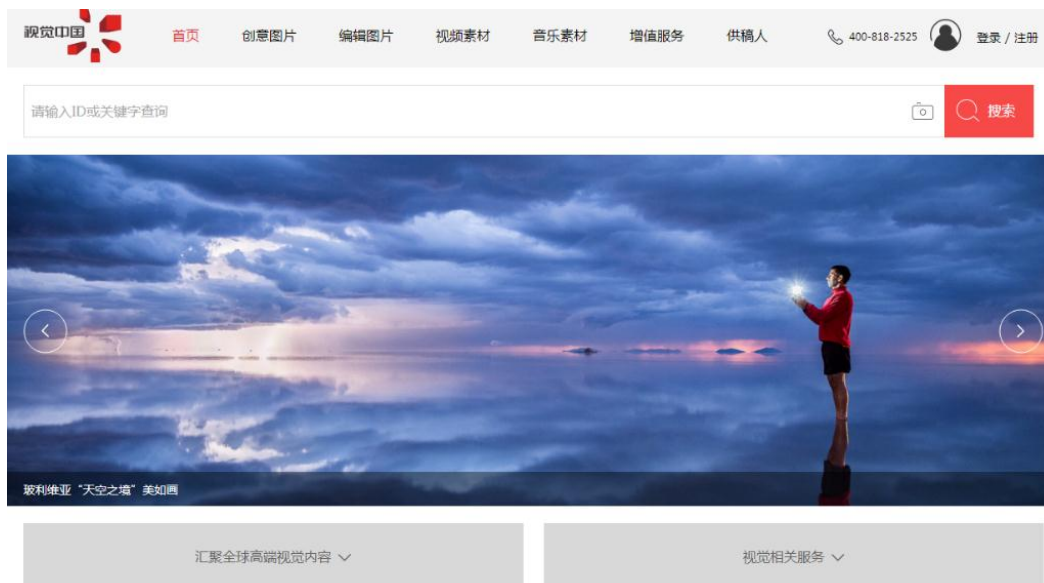 视觉中国
首页 创意图片 编辑图片 视频素材 音乐素材 增值服务 供稿人 400-818-2525 登录 / 注册
请输入ID或关键字查询 搜索
玻利维亚“天空之境”美如画
汇聚全球高端视觉内容 视觉相关服务